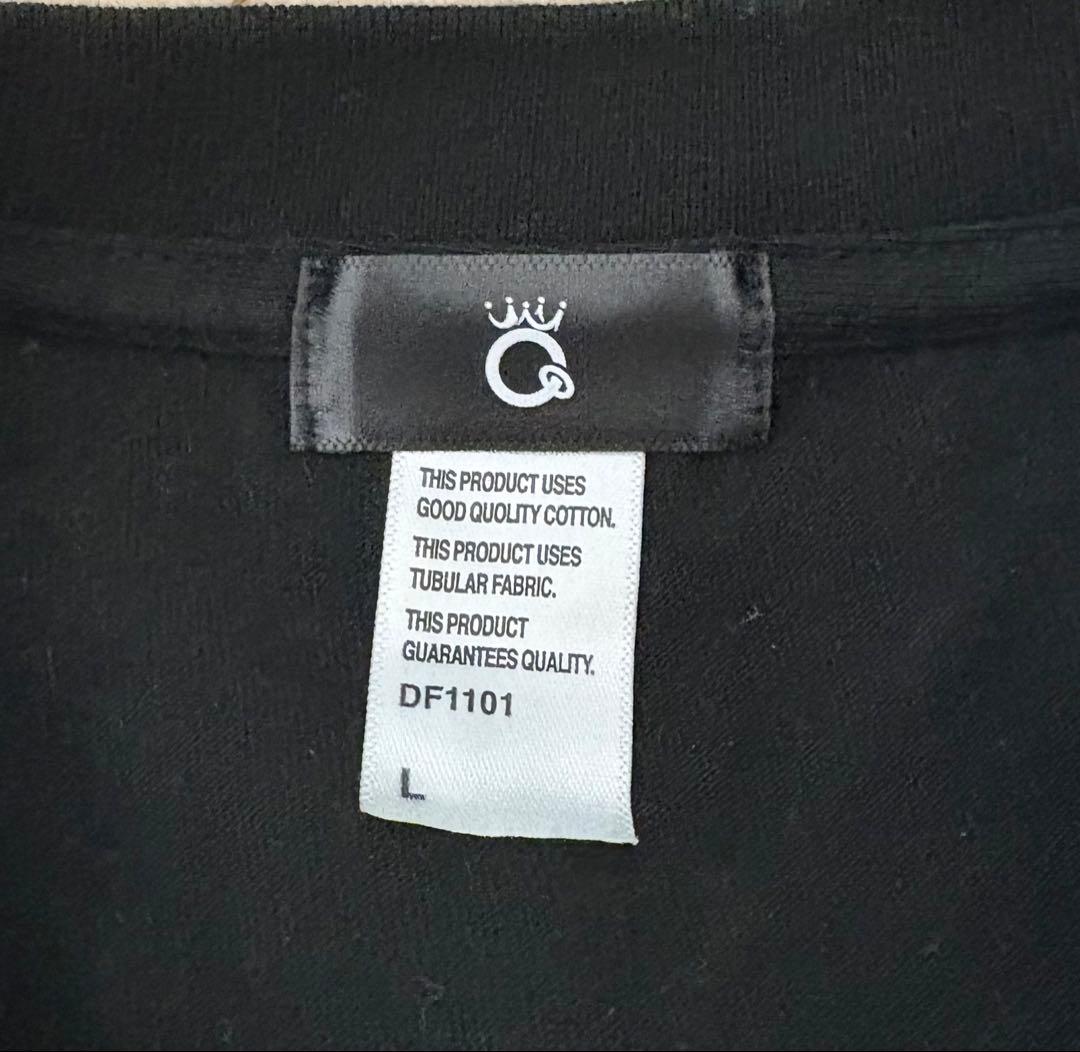 THIS PRODUCT USES
GOOD QUOLITY COTTON.
THIS PRODUCT USES
TUBULAR FABRIC.
THIS PRODUCT
GUARANTEES QUALITY.
DF1101
L